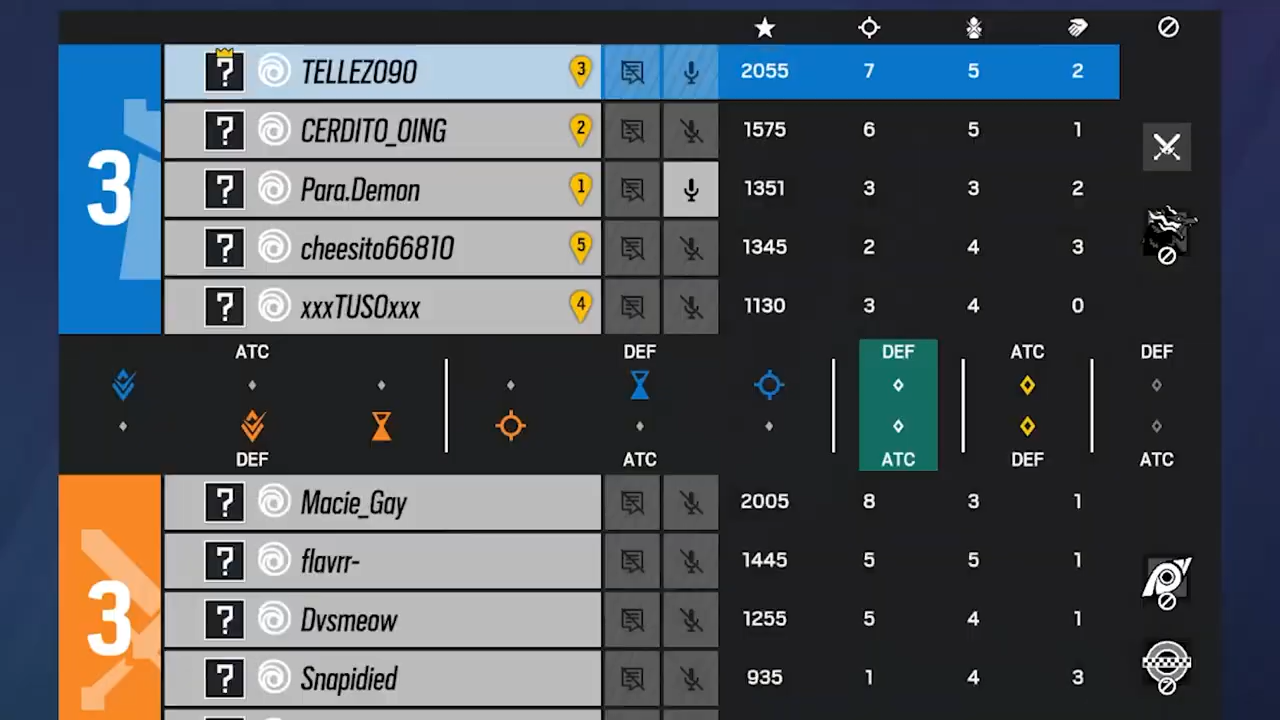 3
? TELLEZ090 3 2055 7 5 2
? CERDITO_OING 2 1575 6 5 1
? Para.Demon 1 1351 3 3 2
? cheesito66810 5 1345 2 4 3
? xxxTUSOxxx 4 1130 3 4 0
ATC DEF DEF ATC DEF
DEF ATC ATC DEF ATC
3
? Macie_Gay 2005 8 3 1
? flavrr- 1445 5 5 1
? Dvsmeow 1255 5 4 1
? Snapidied 935 1 4 3